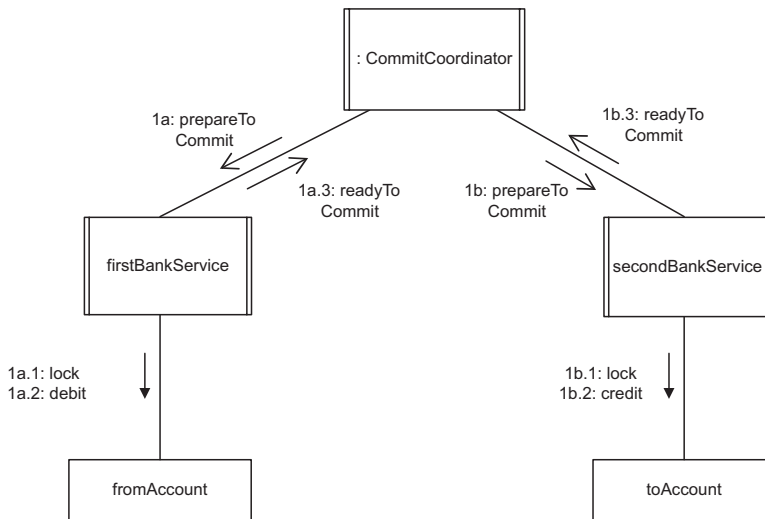 : CommitCoordinator
1a: prepareTo
Commit
1b.3: readyTo
Commit
1a.3: readyTo
Commit
1b: prepareTo
Commit
firstBankService
secondBankService
1a.1: lock
1a.2: debit
1b.1: lock
1b.2: credit
fromAccount
toAccount